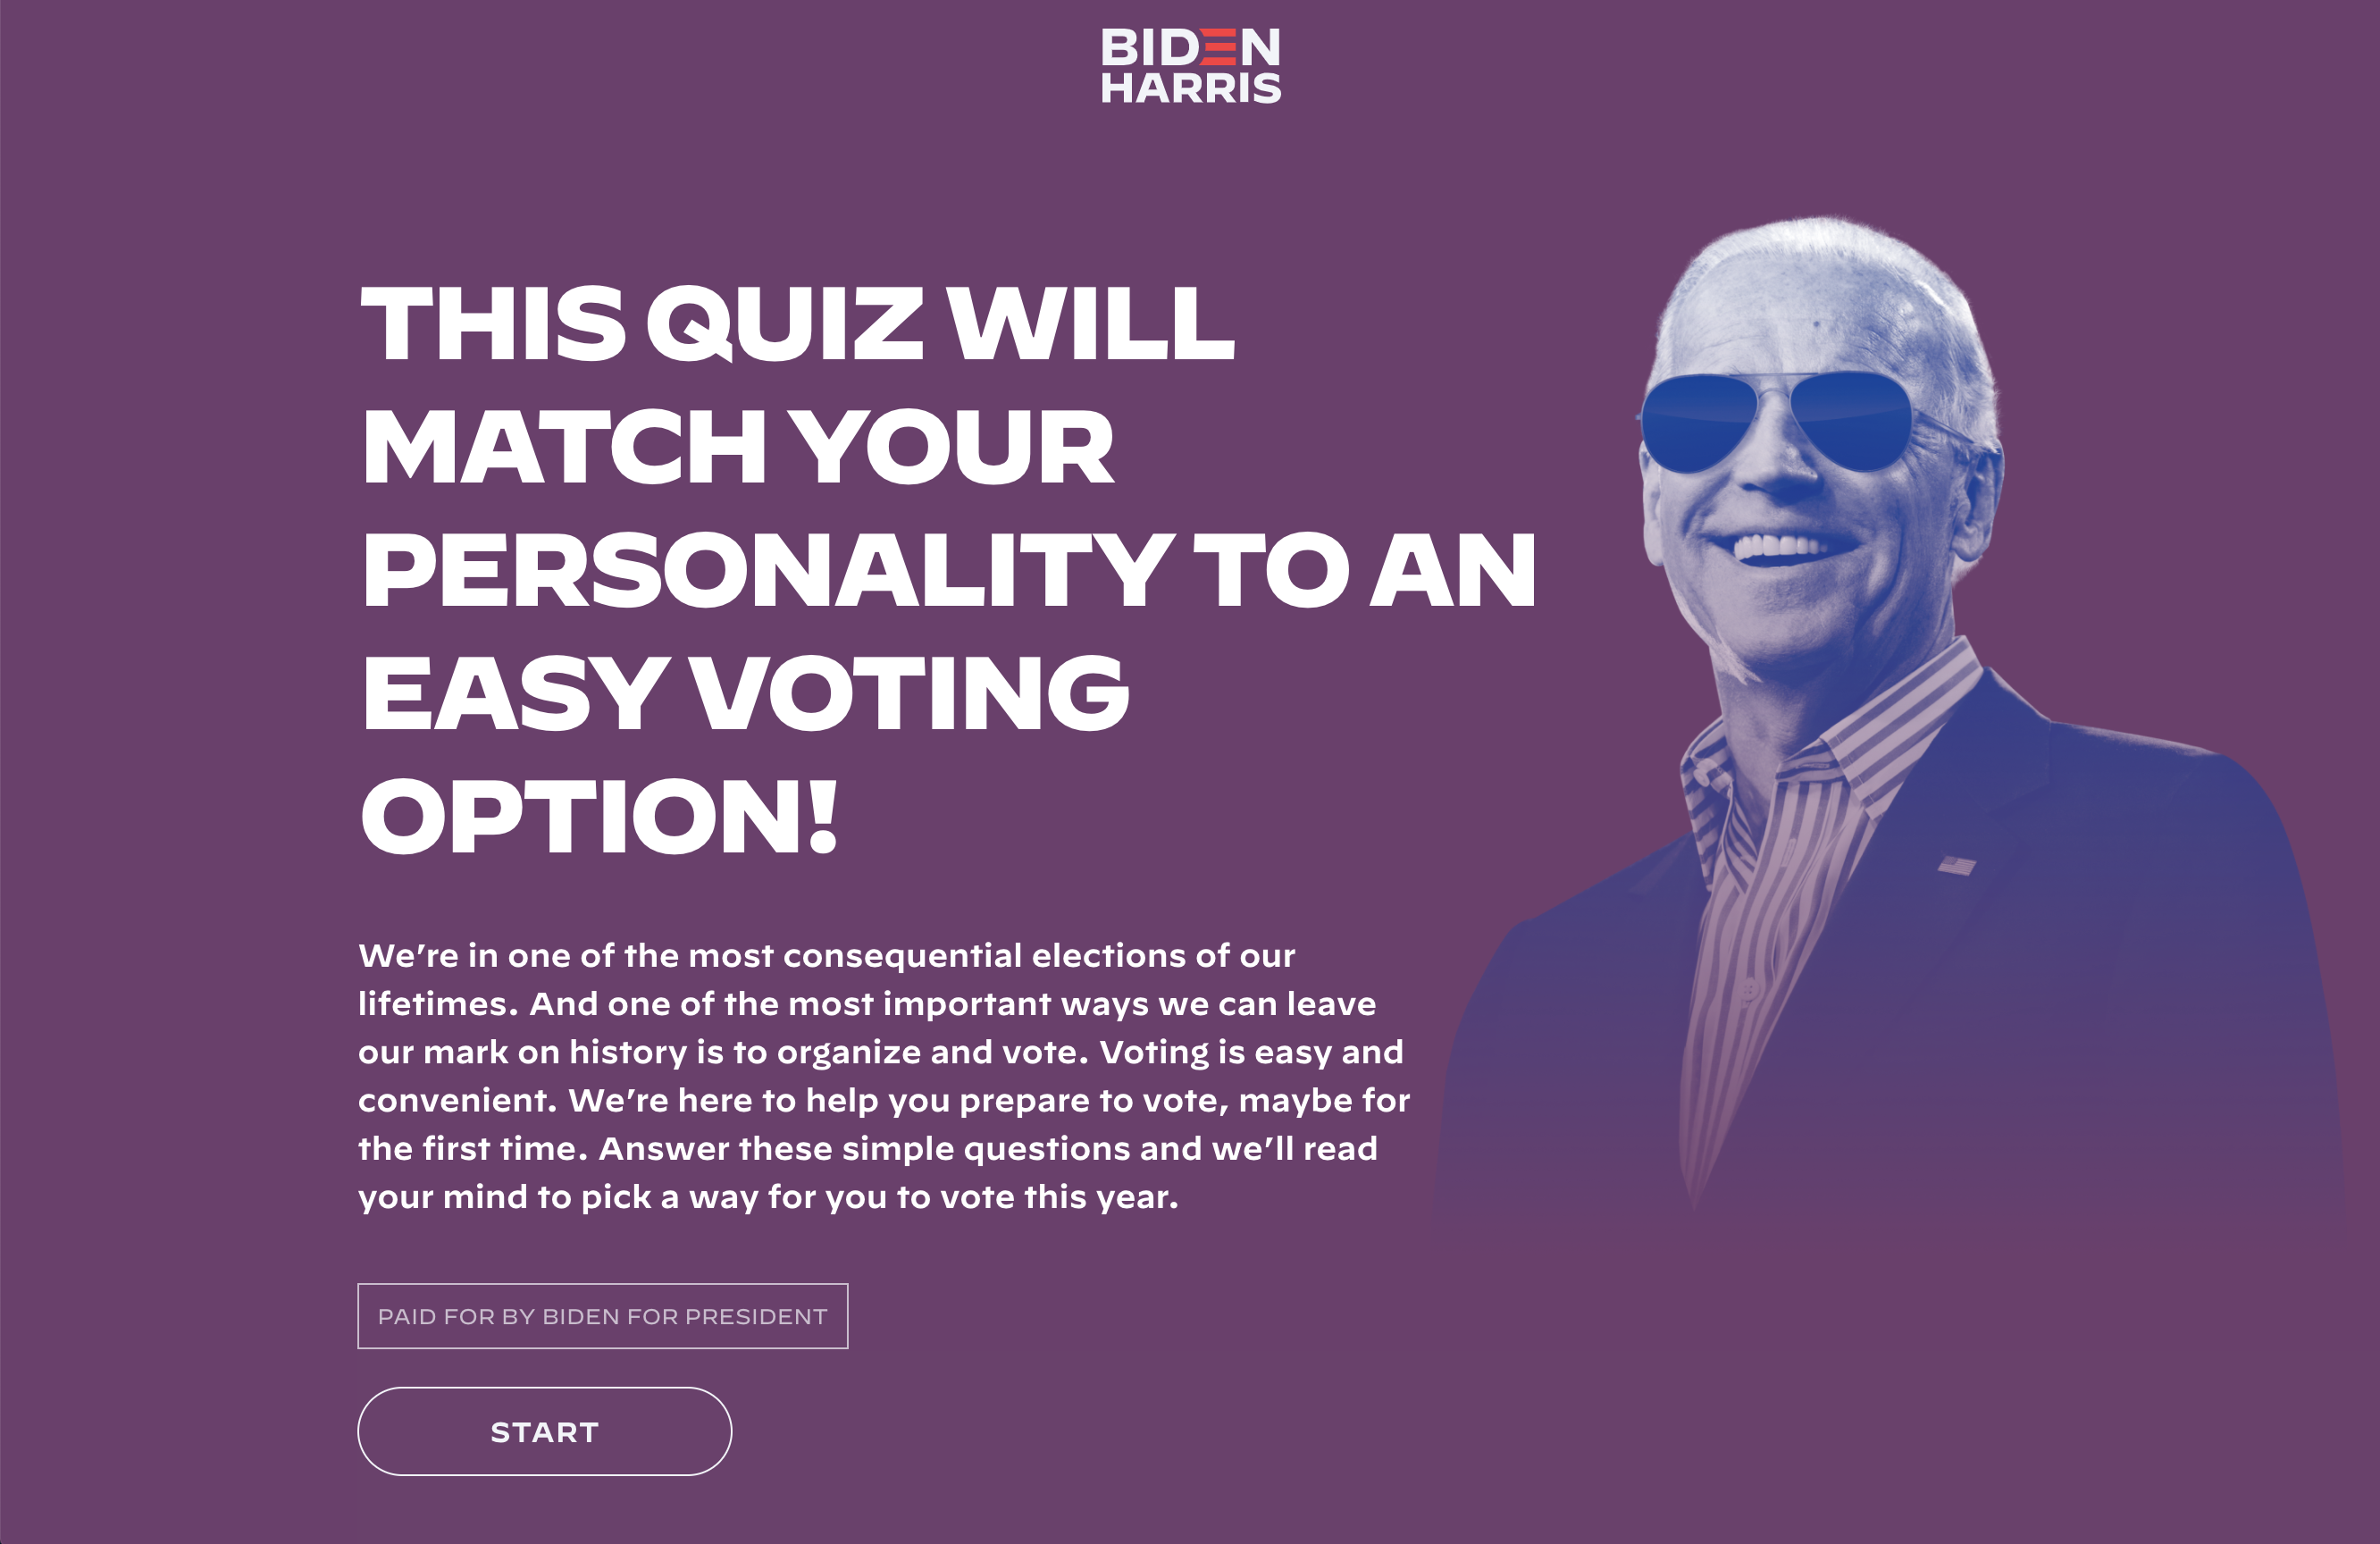 BIDEN
HARRIS
THIS QUIZ WILL
MATCH YOUR
PERSONALITY TO AN
EASY VOTING
OPTION!
We're in one of the most consequential elections of our
lifetimes. And one of the most important ways we can leave
our mark on history is to organize and vote. Voting is easy and
convenient. We're here to help you prepare to vote, maybe for
the first time. Answer these simple questions and we'll read
your mind to pick a way for you to vote this year.
PAID FOR BY BIDEN FOR PRESIDENT
START